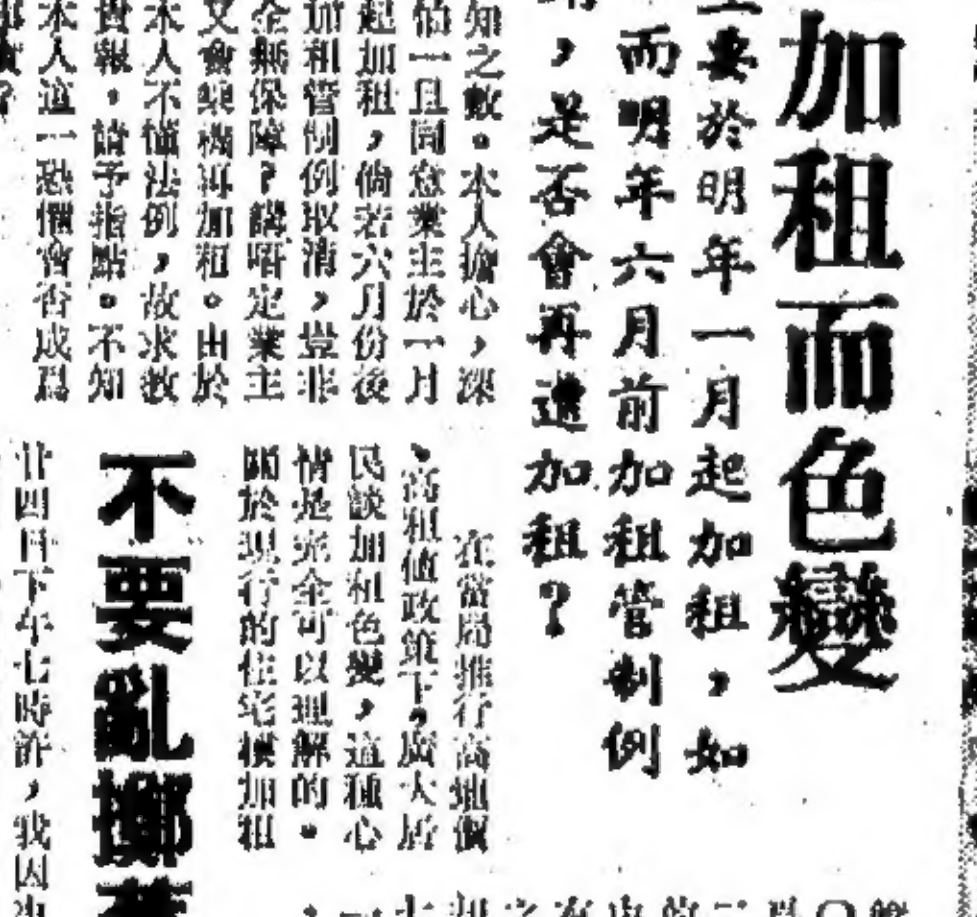 加租而色變
主要於明年一月起加租，如
而明年六月前加租管制例
，是否會再遭加租？
知之數。本人擔心，深
怕一旦同意業主於一月
起加租，倘若六月份後
加租管制例取消，豈非
全無保障？講唔定業主
又會乘機再加租。由於
本人不懂法例，故求教
貴報，請予指點。不知
本人這一恐懼會否成爲
在當局推行高地價
、高租值政策下，廣大居
民談加租色變，這種心
情是完全可以理解的。
關於現行的住宅樓加租
不要亂擲
廿四日下午七時許，我因